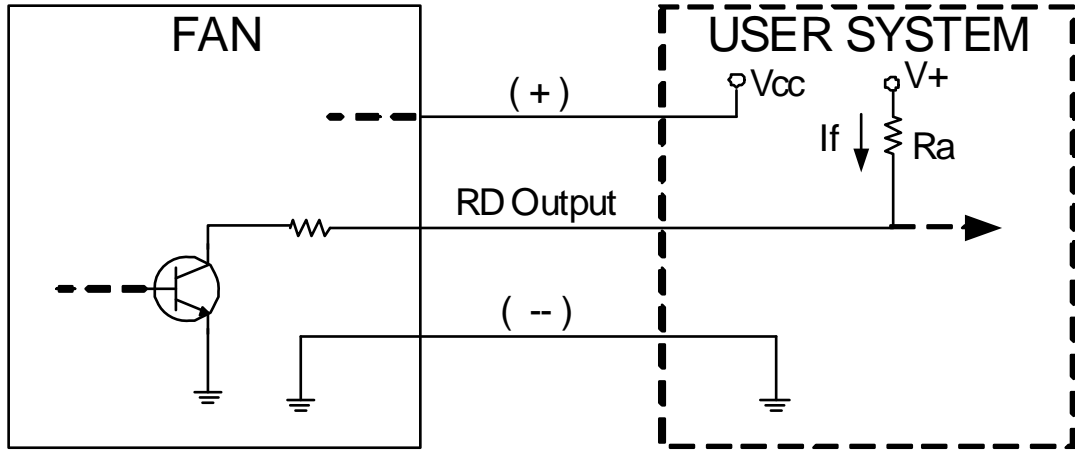 FAN
USER SYSTEM
( + )
Vcc
V+
If
Ra
RD Output
( -- )